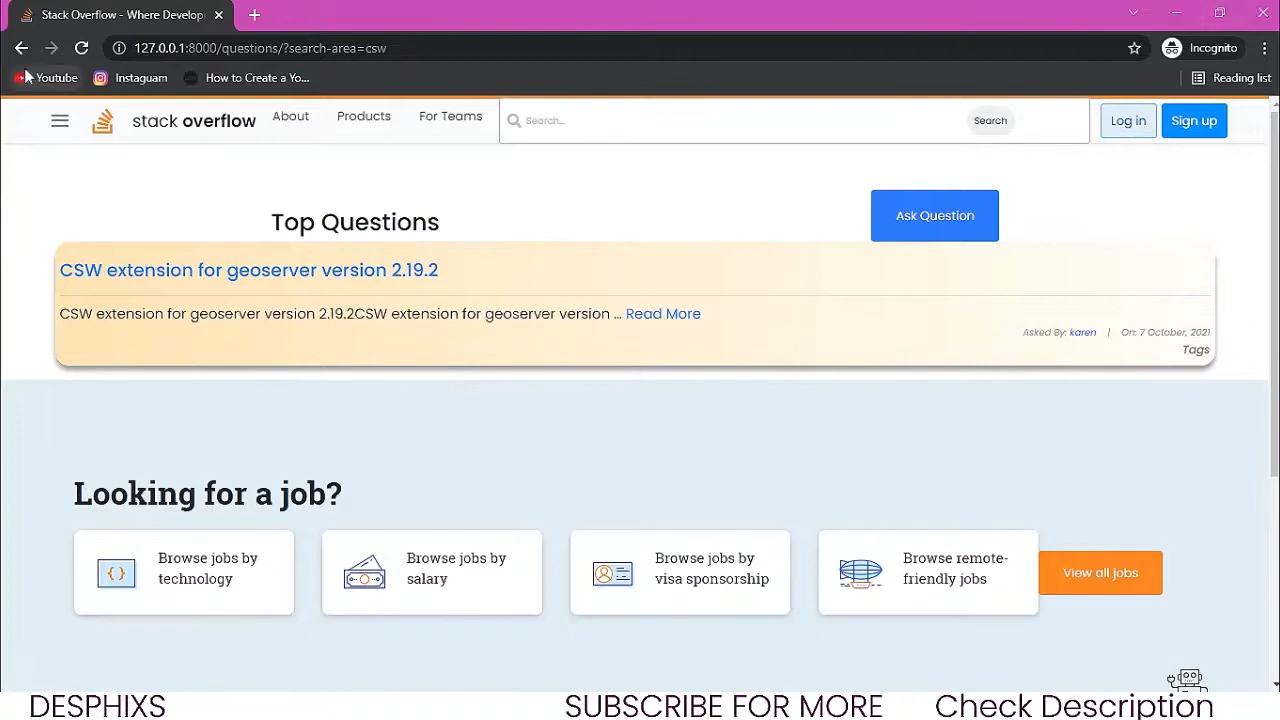 Stack Overflow - Where Develop
127.0.0.1:8000/questions/?search-area=csw
Incognito
Youtube
Instaguam
How to Create a Yo...
Reading list
stack overflow
About
Products
For Teams
Search...
Search
Log in
Sign up
Top Questions
Ask Question
CSW extension for geoserver version 2.19.2
CSW extension for geoserver version 2.19.2CSW extension for geoserver version ... Read More
Asked By: karen | On: 7 October, 2021
Tags
Looking for a job?
Browse jobs by
technology
Browse jobs by
salary
Browse jobs by
visa sponsorship
Browse remote-
friendly jobs
View all jobs
DESPHIXS
SUBSCRIBE FOR MORE
Check Description